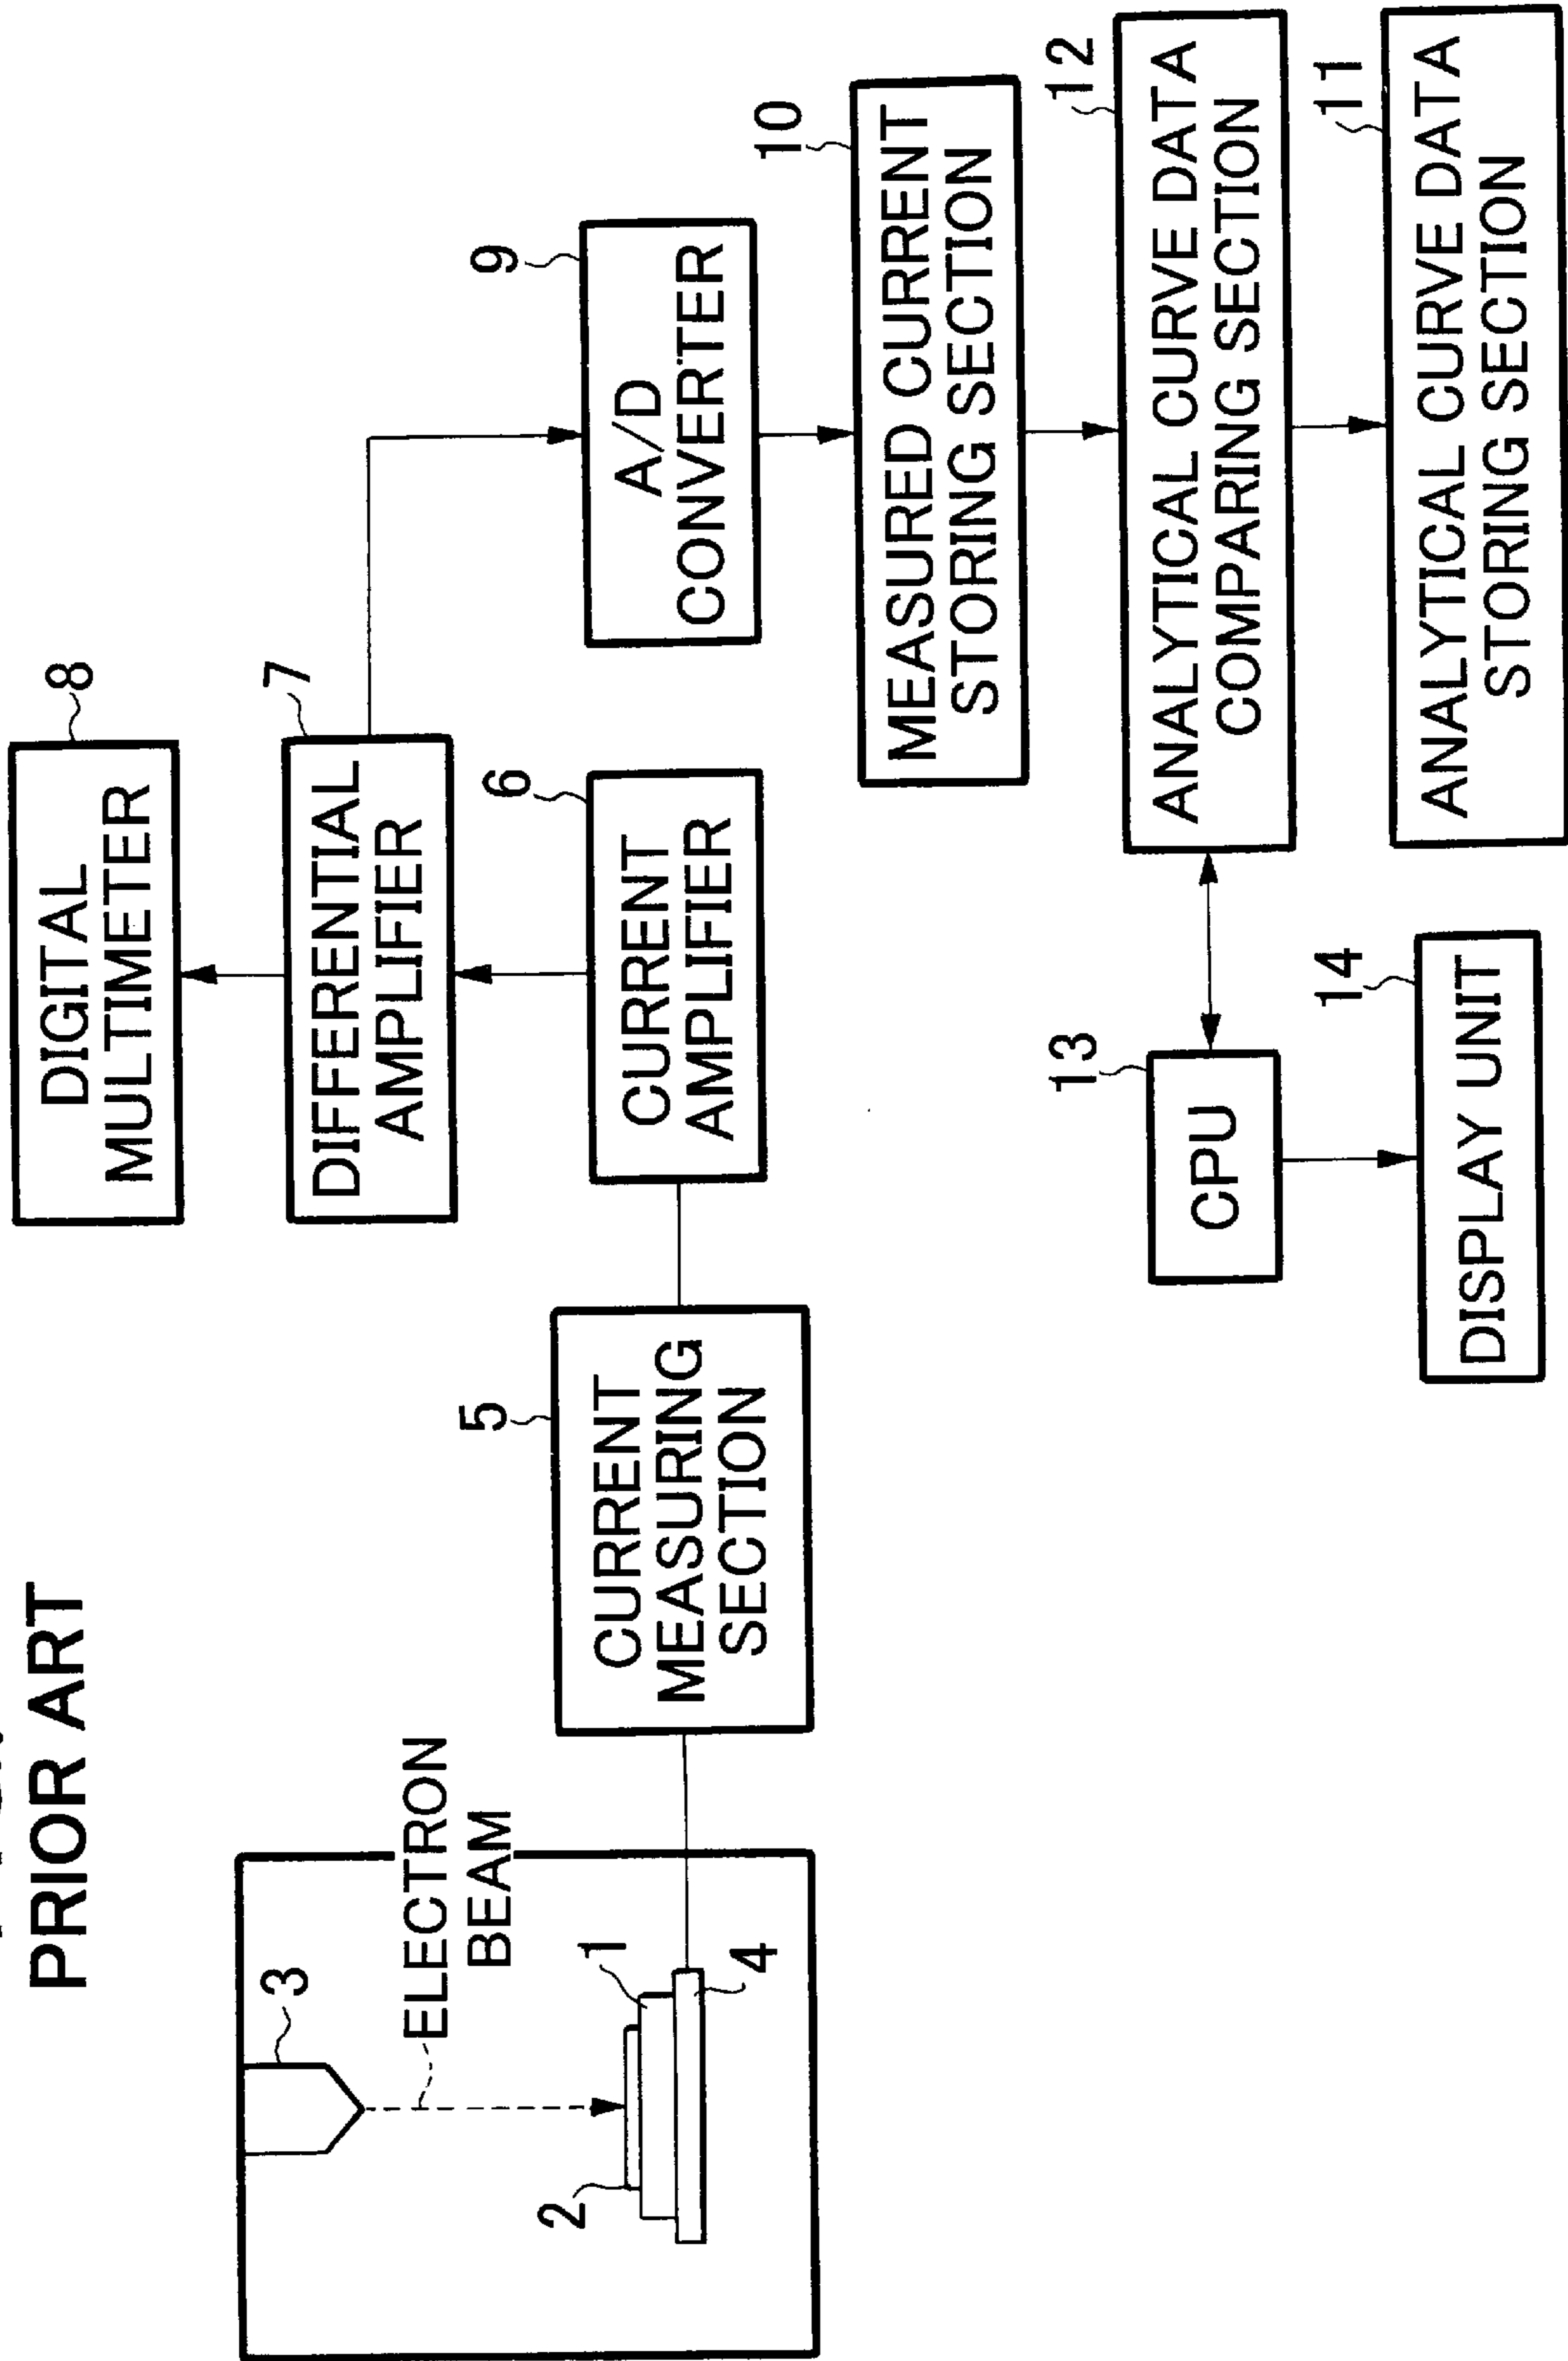 PRIOR ART
3
ELECTRON
BEAM
2
1
4
5
CURRENT
MEASURING
SECTION
8
DIGITAL
MULTIMETER
7
DIFFERENTIAL
AMPLIFIER
6
CURRENT
AMPLIFIER
9
A/D
CONVERTER
10
MEASURED CURRENT
STORING SECTION
12
ANALYTICAL CURVE DATA
COMPARING SECTION
11
ANALYTICAL CURVE DATA
STORING SECTION
13
CPU
14
DISPLAY UNIT